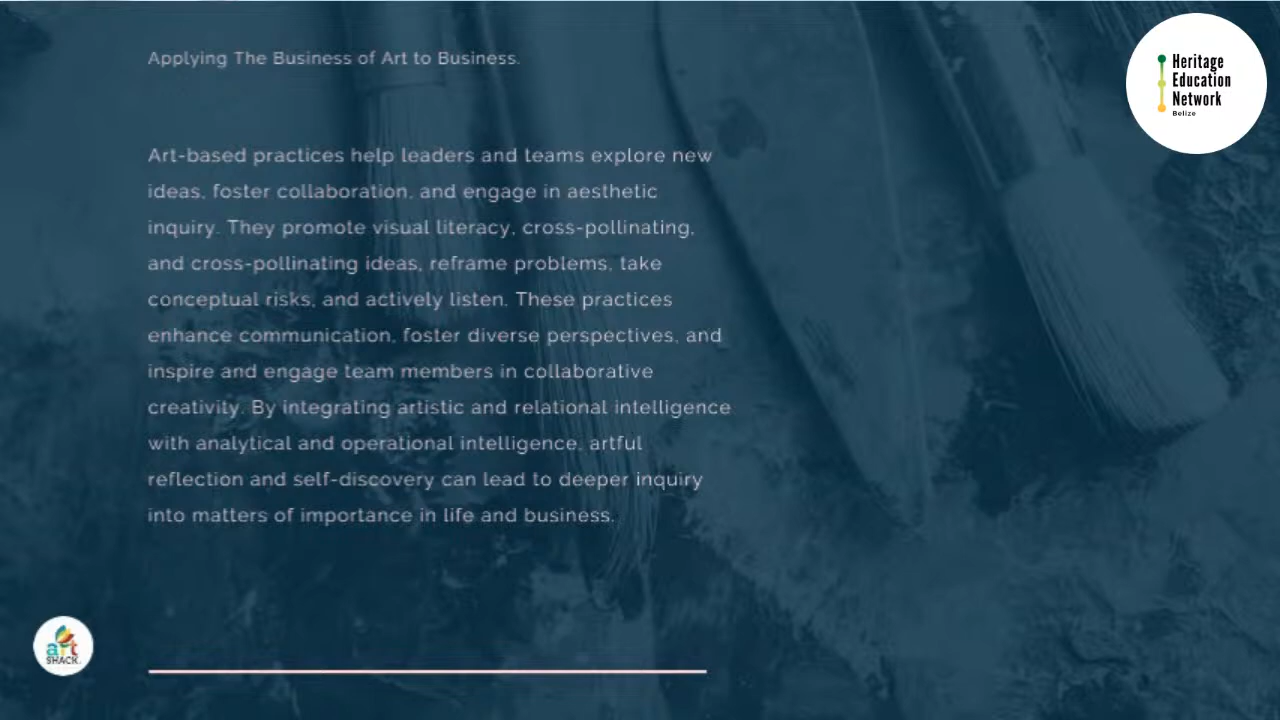 Applying The Business of Art to Business.
Heritage
Education
Network
Belize
Art-based practices help leaders and teams explore new
ideas, foster collaboration, and engage in aesthetic
inquiry. They promote visual literacy, cross-pollinating,
and cross-pollinating ideas, reframe problems, take
conceptual risks, and actively listen. These practices
enhance communication, foster diverse perspectives, and
inspire and engage team members in collaborative
creativity. By integrating artistic and relational intelligence
with analytical and operational intelligence, artful
reflection and self-discovery can lead to deeper inquiry
into matters of importance in life and business.
art
SHACK